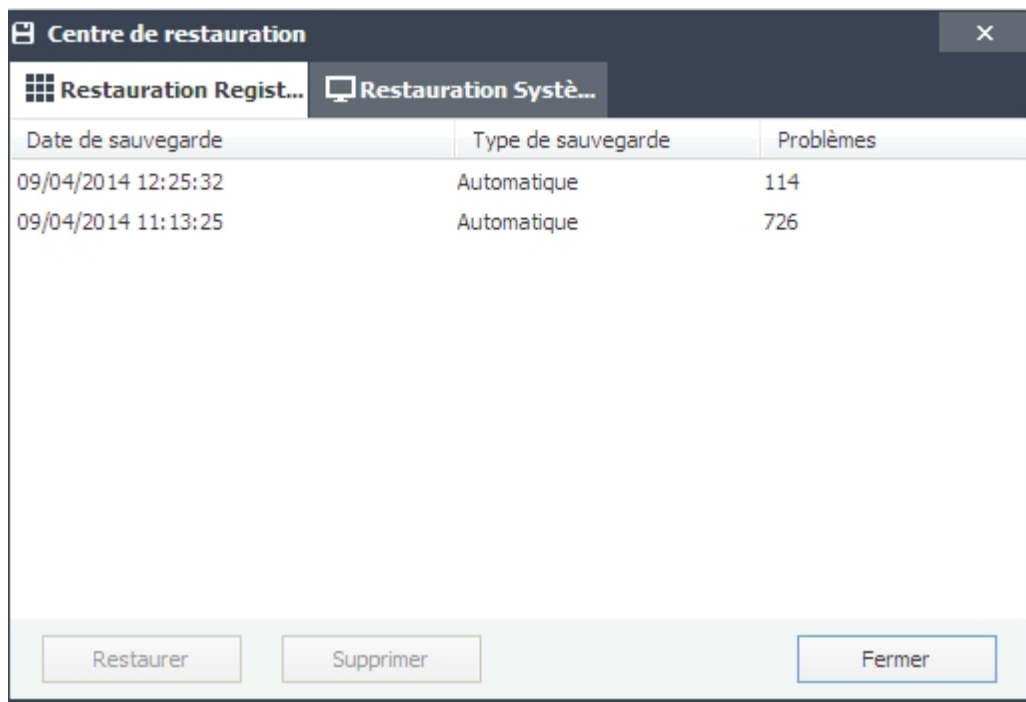 Centre de restauration
Restauration Regist... Restauration Systè...
Date de sauvegarde Type de sauvegarde Problèmes
09/04/2014 12:25:32 Automatique 114
09/04/2014 11:13:25 Automatique 726
Restaurer Supprimer Fermer